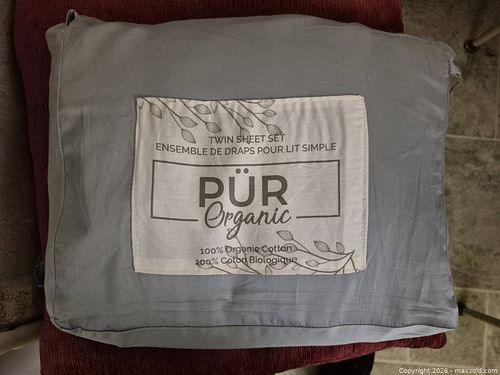 TWIN SHEET SET
ENSEMBLE DE DRAPS POUR LIT SIMPLE
PÜR
Organic
100% Organic Cotton
100% Coton Biologique
Copyright 2026 - maxsold.com